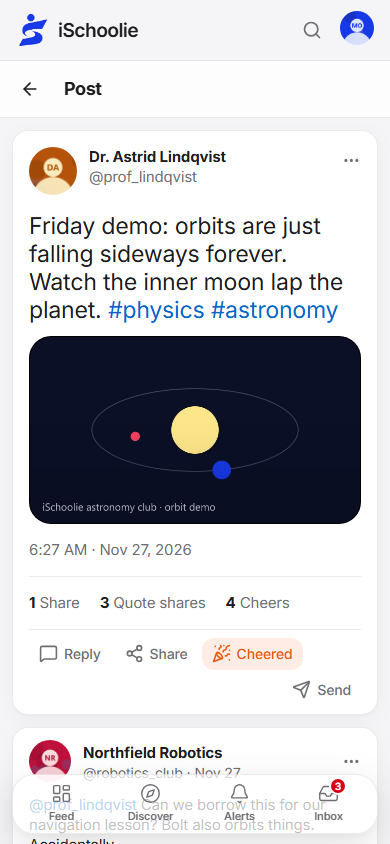 iSchoolie
MO
Post
DA
Dr. Astrid Lindqvist
@prof_lindqvist
Friday demo: orbits are just
falling sideways forever.
Watch the inner moon lap the
planet. #physics #astronomy
iSchoolie astronomy club · orbit demo
6:27 AM · Nov 27, 2026
1 Share 3 Quote shares 4 Cheers
Reply Share Cheered
Send
NR
Northfield Robotics
@robotics_club · Nov 27
@prof_lindqvist Can we borrow this for our
navigation lesson? Bolt also orbits things.
Accidentally.
3
Feed Discover Alerts Inbox